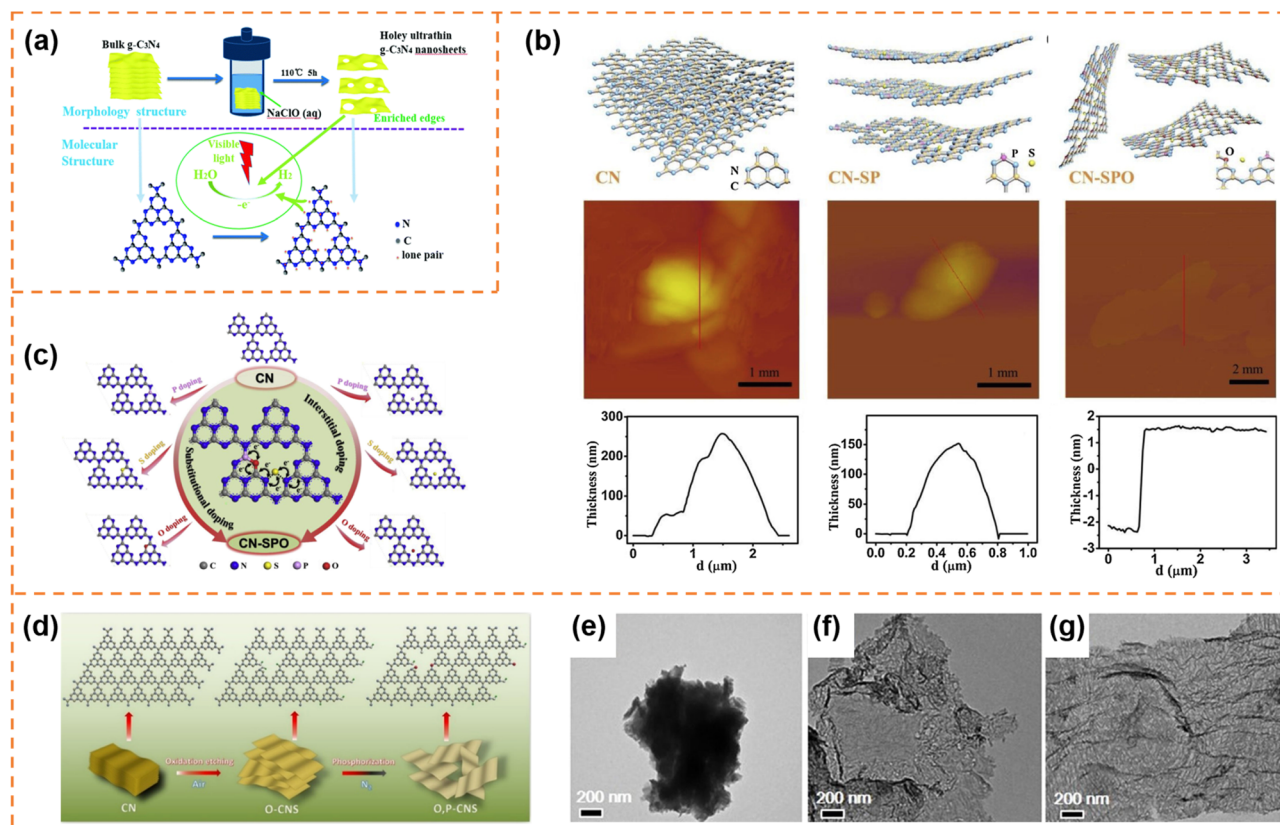 (a)
Bulk g-C3N4
Holey ultrathin
g-C3N4 nanosheets
110℃ 5h
NaClO (aq)
Morphology structure
Enriched edges
Molecular
Structure
Visible
light
H2O
H2
-e-
N
C
lone pair
(b)
CN
N
C
CN-SP
P S
CN-SPO
O
1 mm
1 mm
2 mm
Thickness (nm)
300
200
100
0
0
1
2
d (μm)
Thickness (nm)
150
100
75
50
25
0
0.0
0.2
0.4
0.6
0.8
1.0
d (μm)
Thickness (nm)
2
1
0
-1
-2
-3
0
1
2
3
d (μm)
(c)
CN
P doping
P doping
S doping
S doping
O doping
O doping
Substitutional doping
Interstitial doping
e- e- e- e- e-
CN-SPO
C N S P O
(d)
CN
Oxidation etching
Air
O-CNS
Phosphorization
N2
O,P-CNS
(e)
200 nm
(f)
200 nm
(g)
200 nm